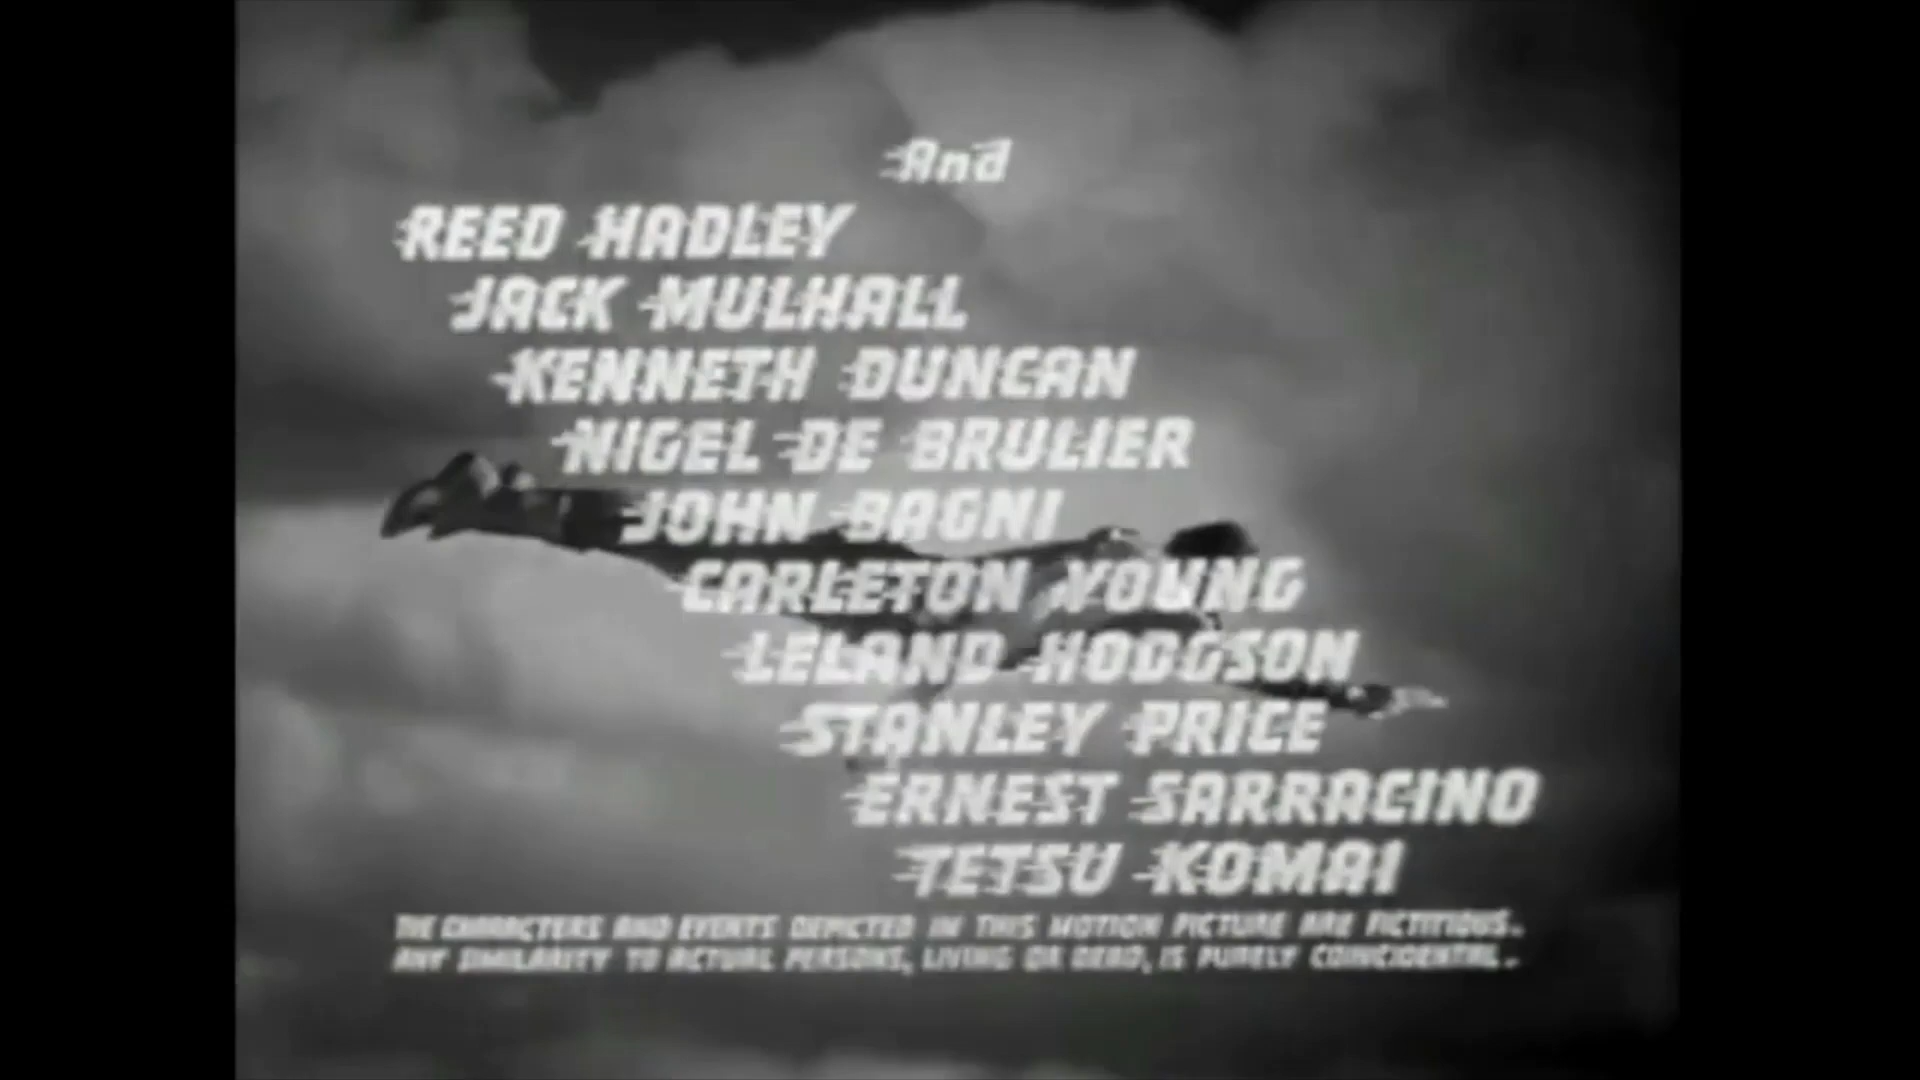 And
REED HADLEY
JACK MULHALL
KENNETH DUNCAN
NIGEL DE BRULIER
JOHN BAGNI
CARLETON YOUNG
LELAND HODGSON
STANLEY PRICE
ERNEST SARRACINO
TETSU KOMAI
THE CHARACTERS AND EVENTS DEPICTED IN THIS MOTION PICTURE ARE FICTITIOUS.
ANY SIMILARITY TO ACTUAL PERSONS, LIVING OR DEAD, IS PURELY COINCIDENTAL.